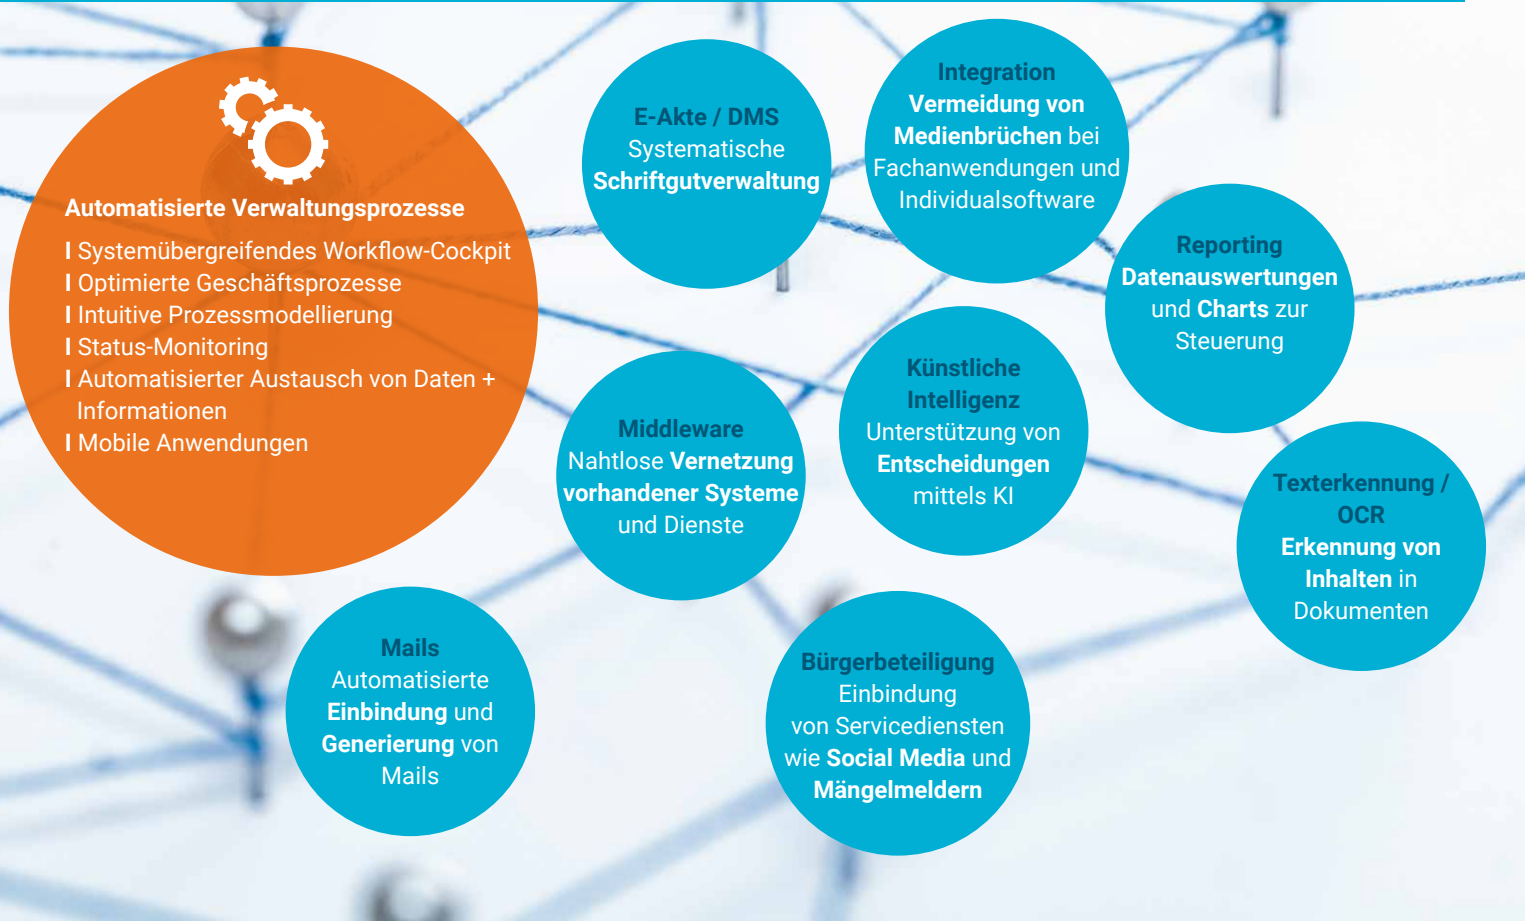 Automatisierte Verwaltungsprozesse
I Systemübergreifendes Workflow-Cockpit
I Optimierte Geschäftsprozesse
I Intuitive Prozessmodellierung
I Status-Monitoring
I Automatisierter Austausch von Daten +
Informationen
I Mobile Anwendungen
E-Akte / DMS
Systematische
Schriftgutverwaltung
Integration
Vermeidung von
Medienbrüchen bei
Fachanwendungen und
Individualsoftware
Reporting
Datenauswertungen
und Charts zur
Steuerung
Künstliche
Intelligenz
Unterstützung von
Entscheidungen
mittels KI
Middleware
Nahtlose Vernetzung
vorhandener Systeme
und Dienste
Texterkennung /
OCR
Erkennung von
Inhalten in
Dokumenten
Mails
Automatisierte
Einbindung und
Generierung von
Mails
Bürgerbeteiligung
Einbindung
von Servicediensten
wie Social Media und
Mängelmeldern